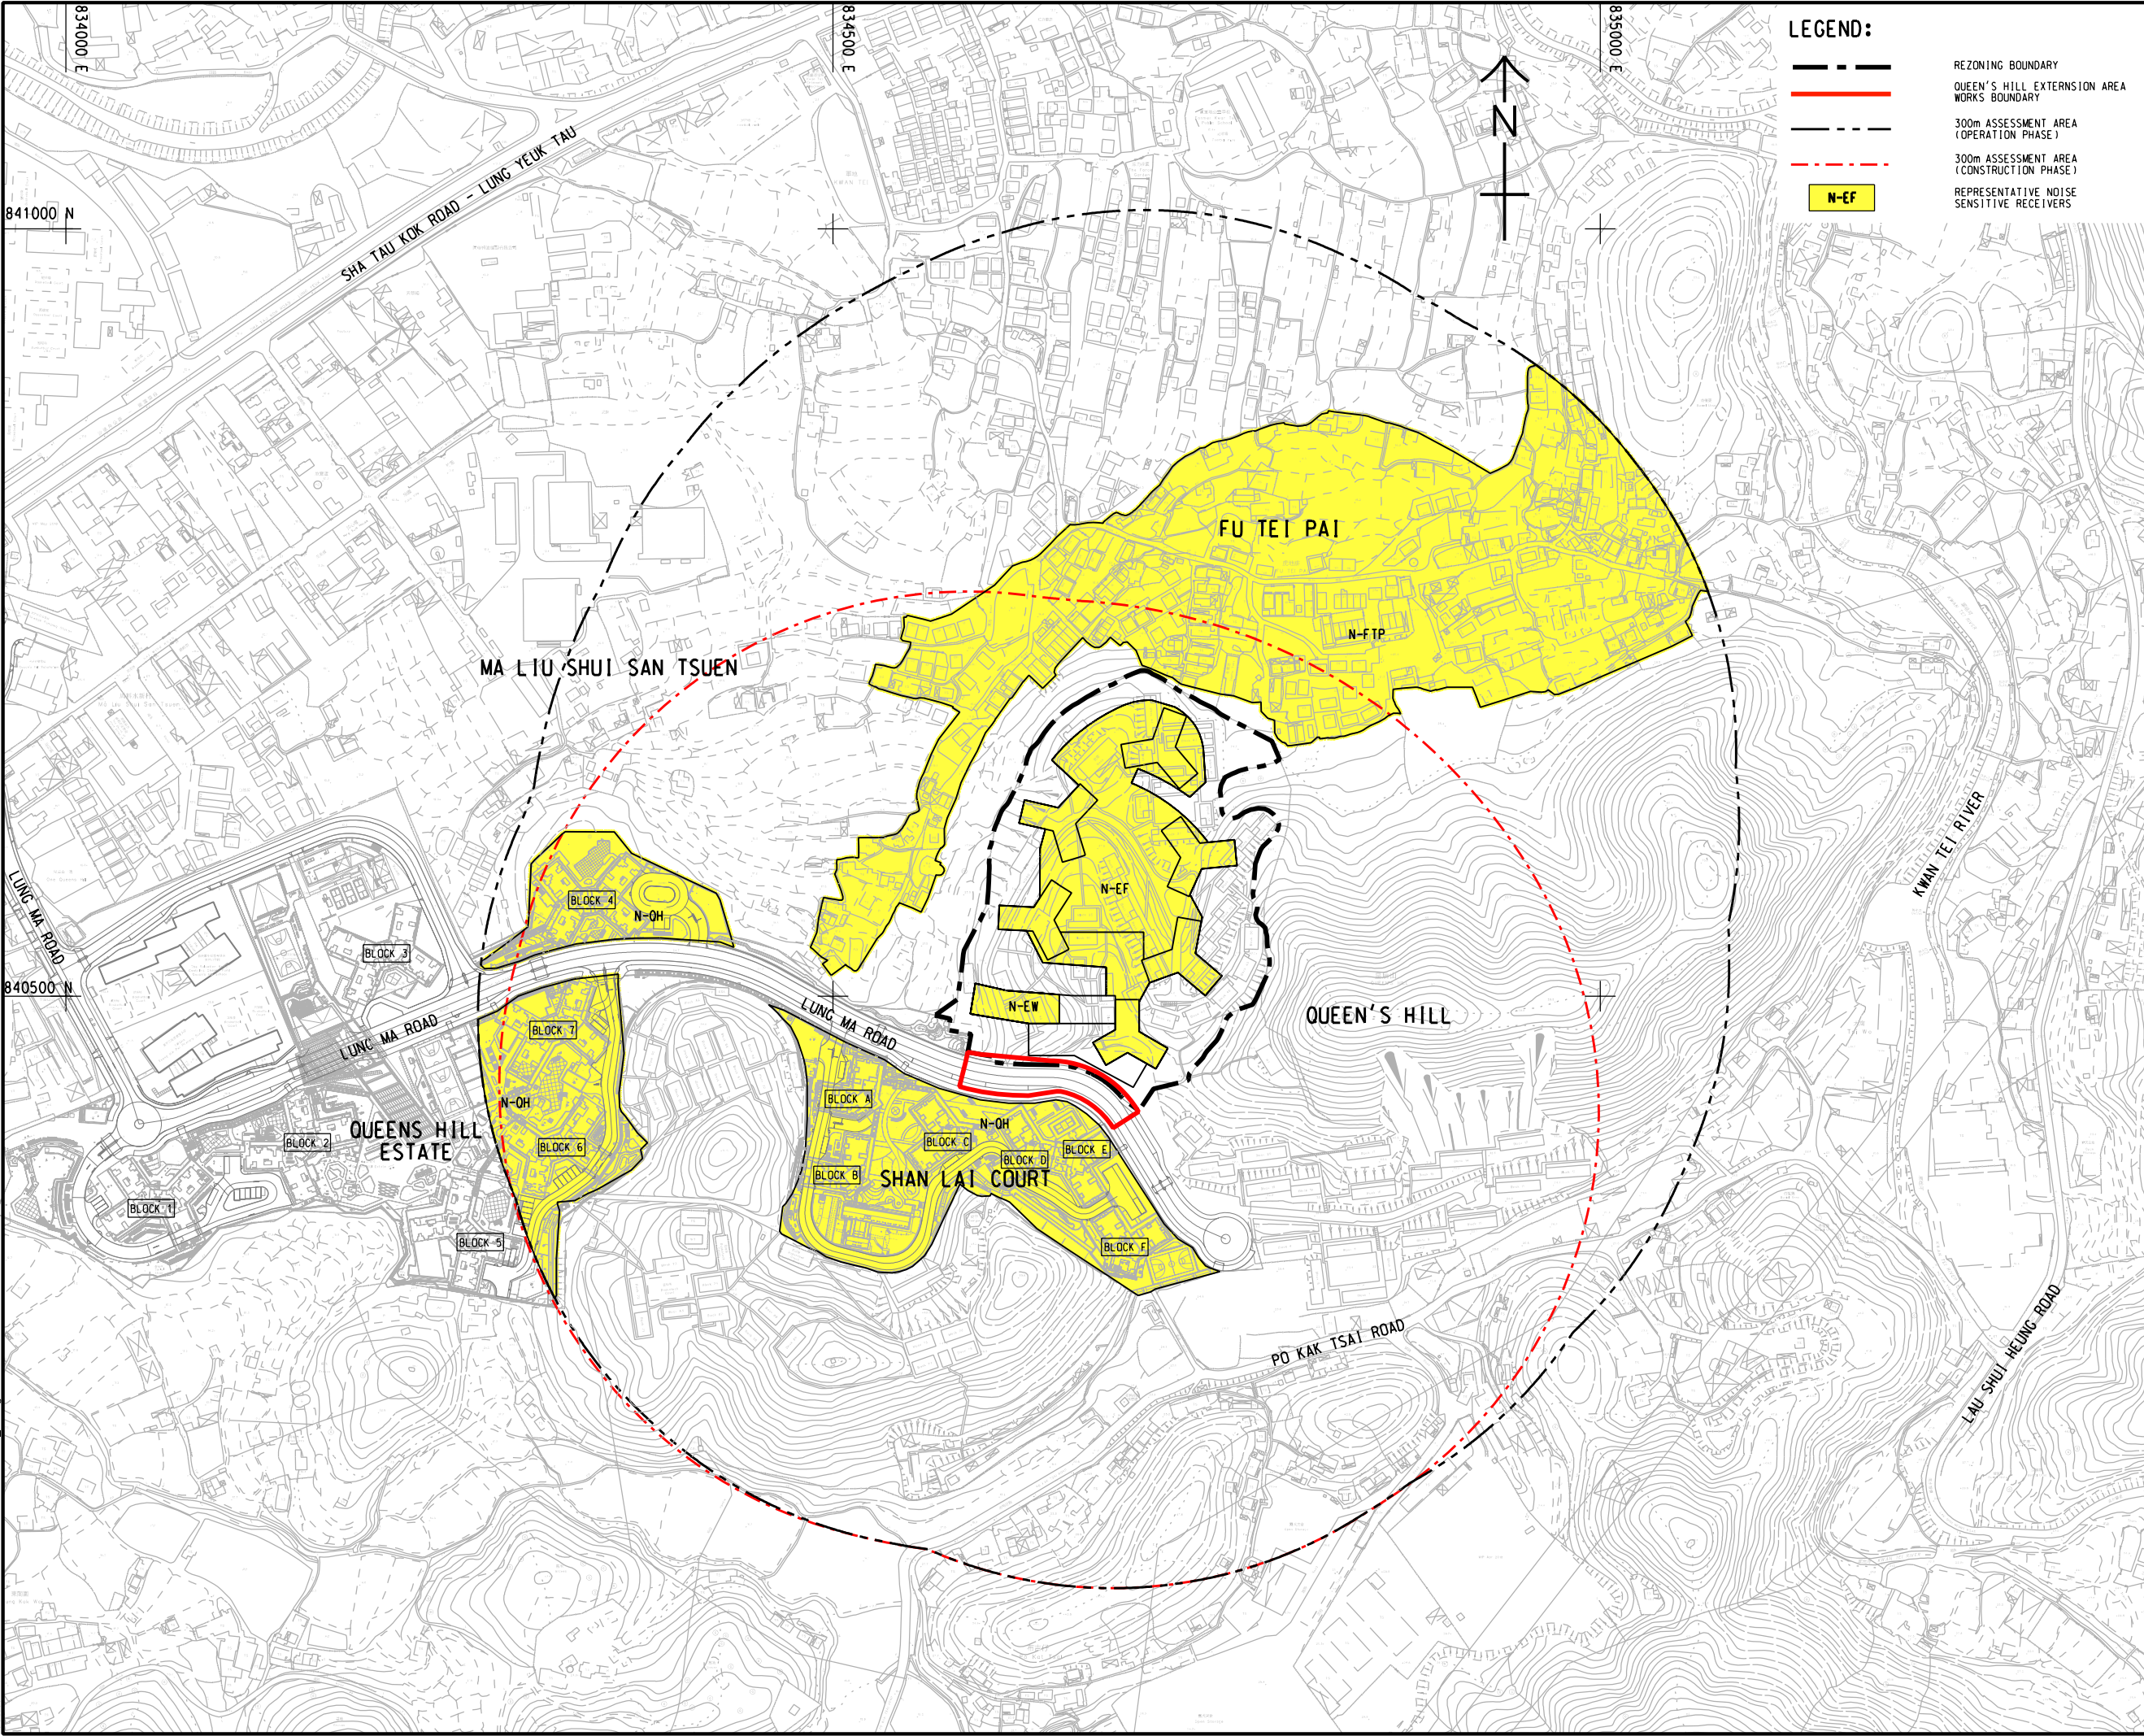 834000 E
834500 E
835000 E
LEGEND:
REZONING BOUNDARY
QUEEN'S HILL EXTERNSION AREA
WORKS BOUNDARY
300m ASSESSMENT AREA
(OPERATION PHASE)
300m ASSESSMENT AREA
(CONSTRUCTION PHASE)
N-EF
REPRESENTATIVE NOISE
SENSITIVE RECEIVERS
N
841000 N
SHA TAU KOK ROAD - LUNG YEUK TAU
FU TEI PAI
N-FTP
MA LIU SHUI SAN TSUEN
KWAN TEI RIVER
N-EF
BLOCK 4
N-QH
LUNG MA ROAD
BLOCK 3
840500 N
N-EW
QUEEN'S HILL
LUNG MA ROAD
BLOCK 7
LUNG MA ROAD
N-QH
BLOCK A
N-QH
QUEENS HILL
ESTATE
BLOCK 2
BLOCK 6
BLOCK C
BLOCK D
BLOCK E
BLOCK B
SHAN LAI COURT
BLOCK 1
BLOCK 5
BLOCK F
PO KAK TSAI ROAD
LAU SHUI HEUNG ROAD